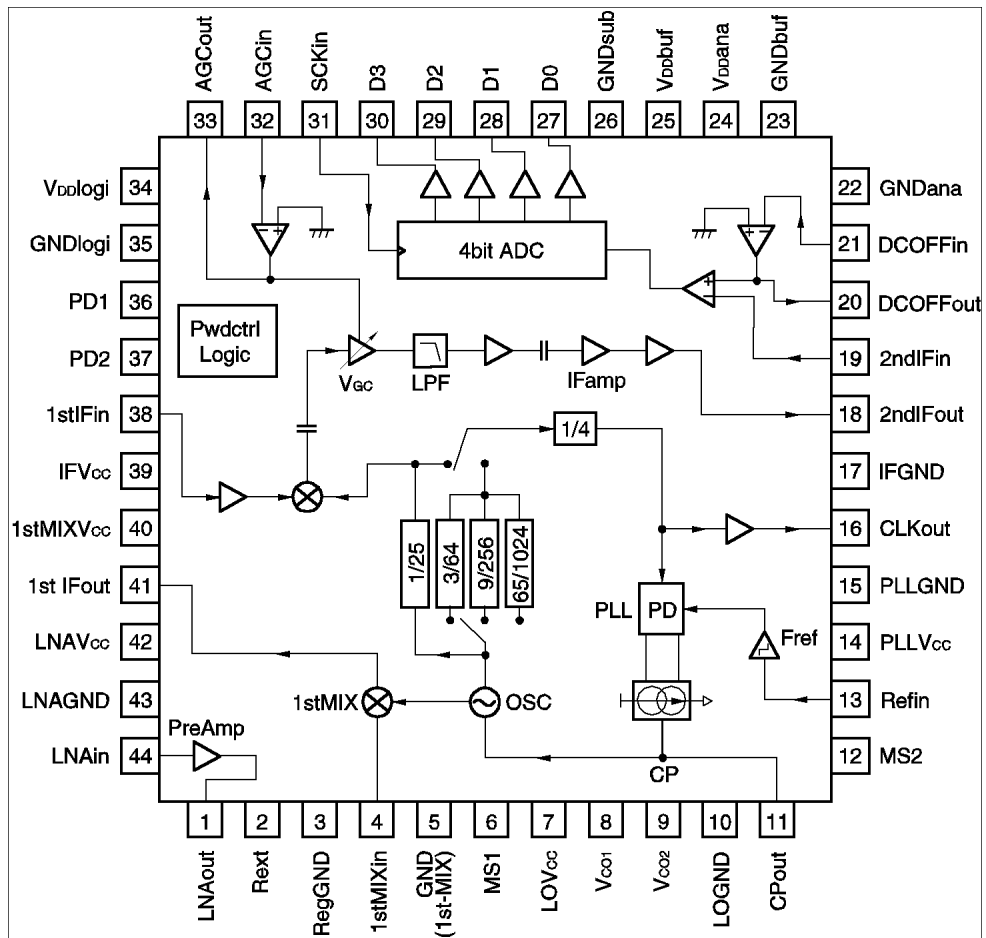 AGCout
AGCin
SCKin
D3
D2
D1
D0
GNDsub
VDDbuf
VDDana
GNDbuf
33
32
31
30
29
28
27
26
25
24
23
VDDlogi 34
GNDlogi 35
PD1 36
PD2 37
1stIFin 38
IFVCC 39
1stMIXVCC 40
1st IFout 41
LNAVCC 42
LNAGND 43
LNAin 44
22 GNDana
21 DCOFFin
20 DCOFFout
19 2ndIFin
18 2ndIFout
17 IFGND
16 CLKout
15 PLLGND
14 PLLVCC
13 Refin
12 MS2
− +
4bit ADC
− +
+
−
Pwdctrl
Logic
VGC
LPF
IFamp
1/4
1/25
3/64
9/256
65/1024
PLL
PD
Fref
1stMIX
OSC
PreAmp
CP
1
2
3
4
5
6
7
8
9
10
11
LNAout
Rext
RegGND
1stMIXin
GND
(1st-MIX)
MS1
LOVCC
VCO1
VCO2
LOGND
CPout